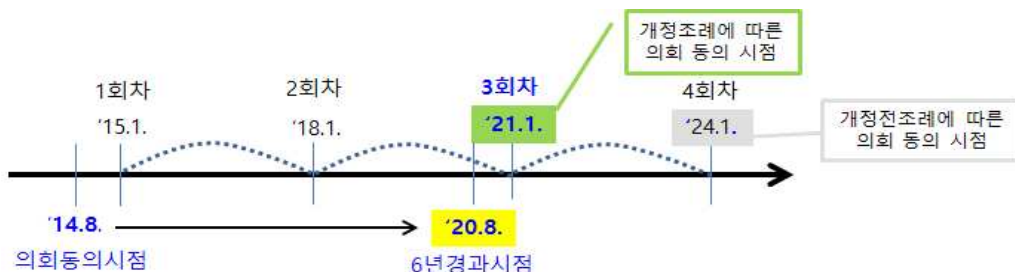 개정조례에 따른
의회 동의 시점
1회차
2회차
3회차
4회차
‘15.1.
‘18.1.
‘21.1.
‘24.1.
개정전조례에 따른
의회 동의 시점
‘14.8.
‘20.8.
의회동의시점
6년경과시점